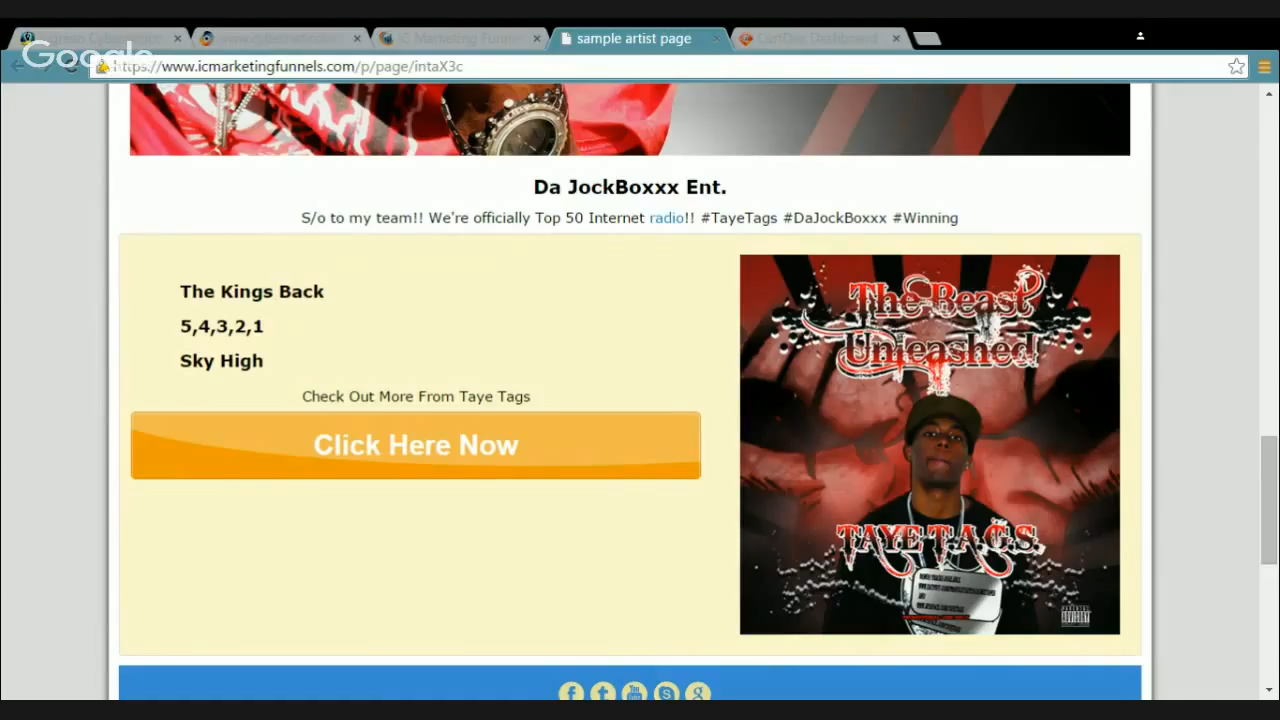 sample artist page
Google
https://www.icmarketingfunnels.com/p/page/intaX3c
Da JockBoxxx Ent.
S/o to my team!! We're officially Top 50 Internet radio!! #TayeTags #DaJockBoxxx #Winning
The Kings Back
5,4,3,2,1
Sky High
Check Out More From Taye Tags
Click Here Now
The Beast
Unleashed
TAYE T.A.G.S.